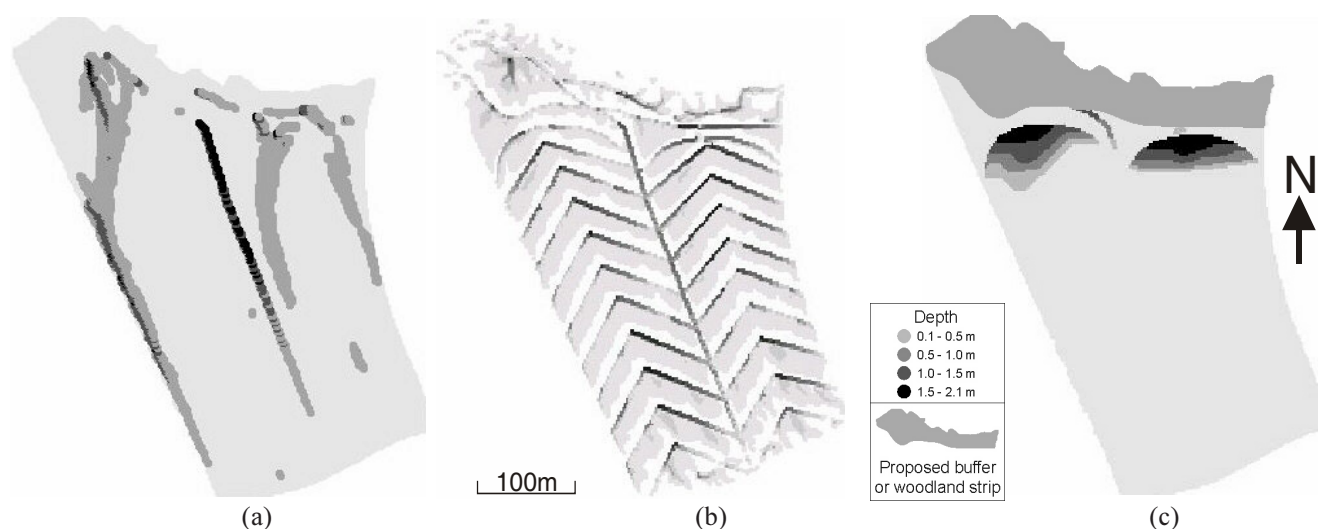 N
Depth
0.1 - 0.5 m
0.5 - 1.0 m
1.0 - 1.5 m
1.5 - 2.1 m
Proposed buffer
or woodland strip
100m
(a)
(b)
(c)